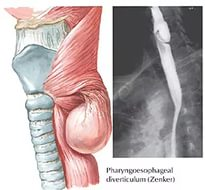 Pharyngoesophageal
diverticulum (Zenker)